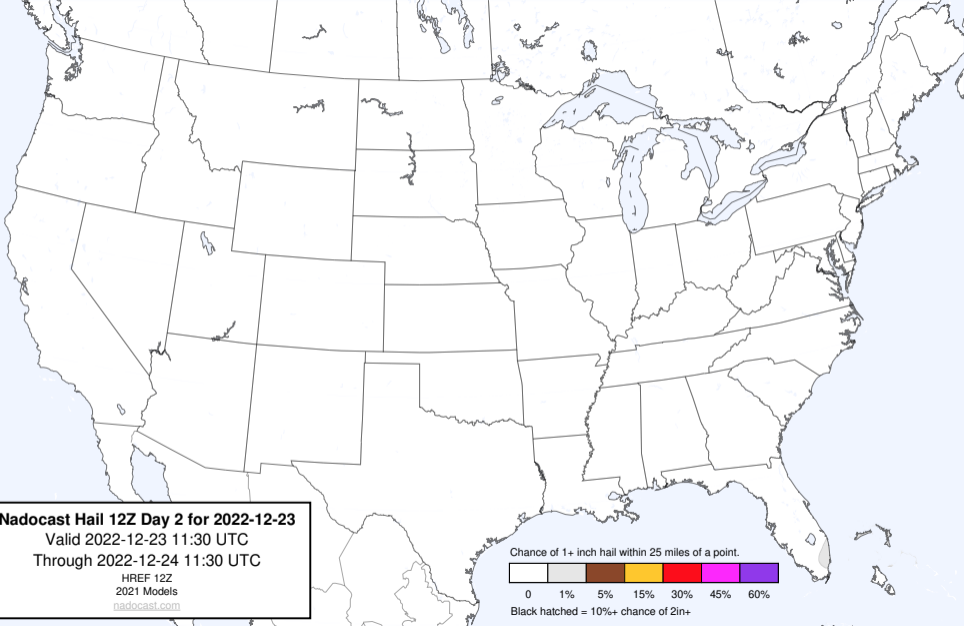 Nadocast Hail 12Z Day 2 for 2022-12-23
Valid 2022-12-23 11:30 UTC
Through 2022-12-24 11:30 UTC
HREF 12Z
2021 Models
nadocast.com
Chance of 1+ inch hail within 25 miles of a point.
0 1% 5% 15% 30% 45% 60%
Black hatched = 10%+ chance of 2in+